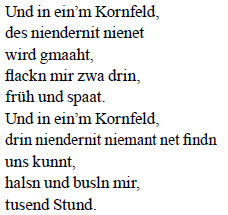 Und in ein’m Kornfeld,
des niendernit nienet
wird gmaaht,
flackn mir zwa drin,
früh und spaat.
Und in ein’m Kornfeld,
drin niendernit niemant net findn
uns kunnt,
halsn und busln mir,
tusend Stund.